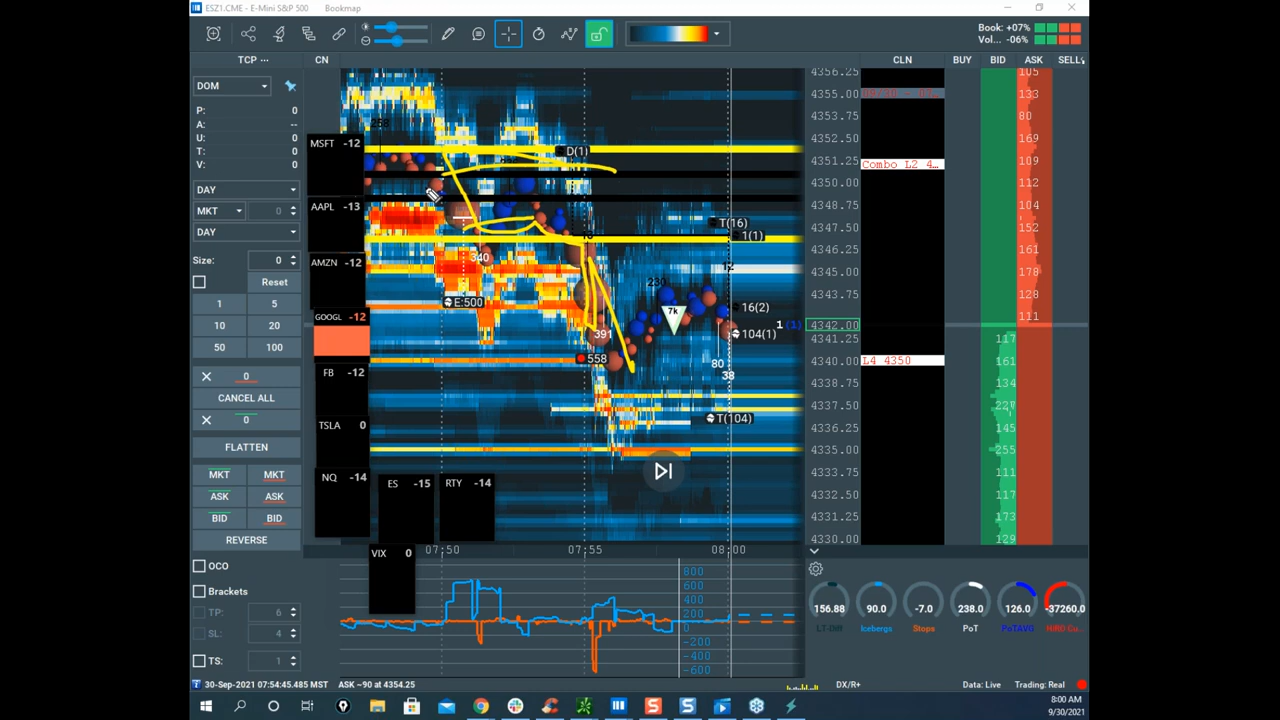 ESZ1.CME - E-Mini S&P 500 Bookmap
Book: +07%
Vol... -06%
TCP ... CN CLN BUY BID ASK SELL
DOM
P: 0
A: --
U: 0
T: 0
V: 0
DAY
MKT 0
DAY
Size: 0
Reset
1 5
10 20
50 100
0
CANCEL ALL
0
FLATTEN
MKT MKT
ASK ASK
BID BID
REVERSE
OCO
Brackets
TP: 6
SL: 4
TS: 1
MSFT -12
AAPL -13
AMZN -12
GOOGL -12
FB -12
TSLA 0
NQ -14
ES -15
RTY -14
VIX 0
258
D(1)
T(16)
1(1)
340
E:500
12
230
7k
16(2)
391
104(1)
558
80
38
T(104)
1 (1)
07:50 07:55 08:00
4356.25 105
4355.00 133
4353.75 80
4352.50 169
4351.25 Combo L2 4... 109
4350.00 112
4348.75 104
4347.50 152
4346.25 161
4345.00 178
4343.75 128
111
4342.00
4341.25 117
4340.00 L4 4350 161
4338.75 134
4337.50
4336.25 145
4335.00 255
4333.75 111
4332.50 117
4331.25 173
4330.00 129
800
600
400
200
0
-200
-400
-600
156.88 90.0 -7.0 238.0 126.0 -37260.0
LT-Diff Icebergs Stops PoT PoTAVG
30-Sep-2021 07:54:45.485 MST ASK ~90 at 4354.25 DX/R+ Data: Live Trading: Real
8:00 AM
9/30/2021